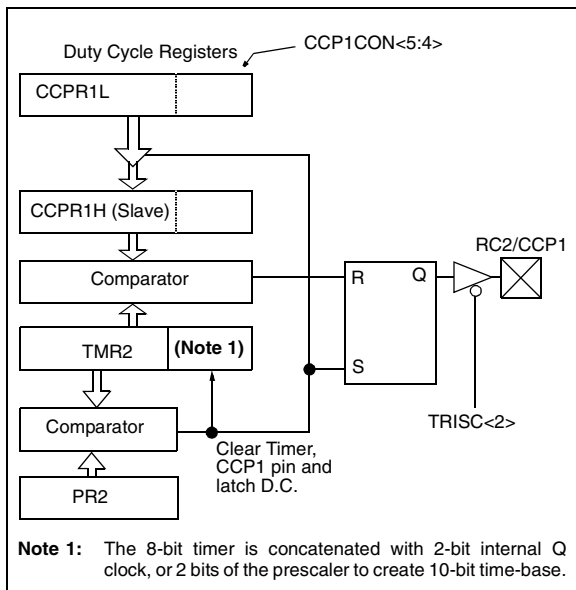 Duty Cycle Registers
CCP1CON<5:4>
CCPR1L
CCPR1H (Slave)
Comparator
RC2/CCP1
R
Q
TMR2
(Note 1)
S
TRISC<2>
Comparator
Clear Timer,
CCP1 pin and
latch D.C.
PR2
Note 1: The 8-bit timer is concatenated with 2-bit internal Q
clock, or 2 bits of the prescaler to create 10-bit time-base.